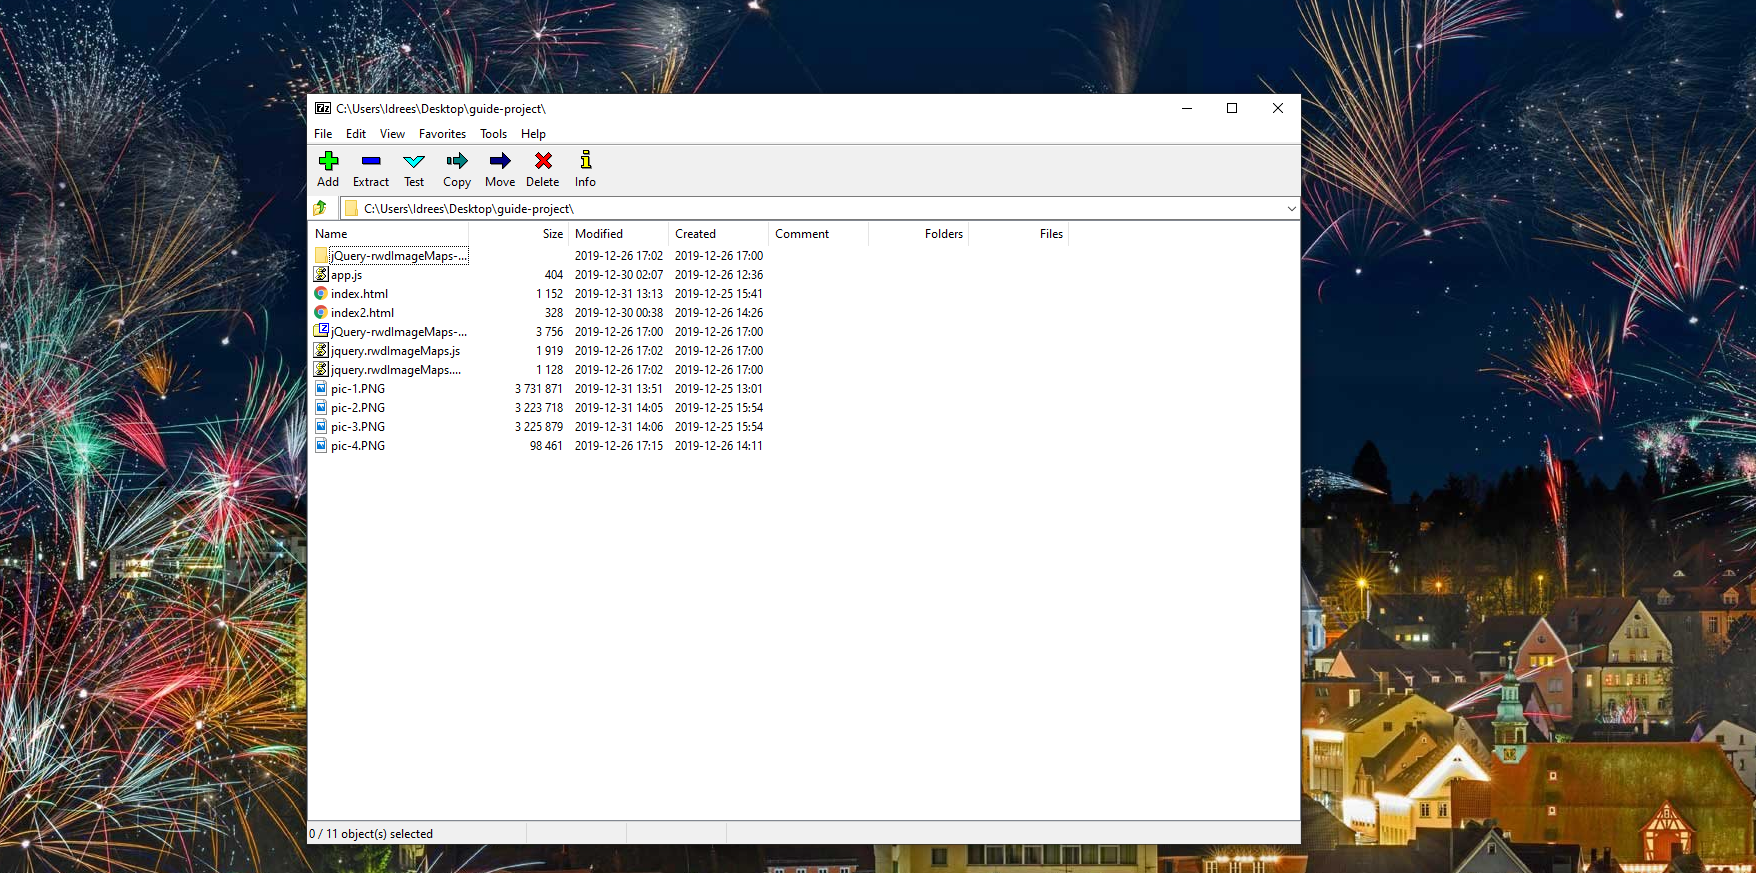 7z C:\Users\Idrees\Desktop\guide-project\
File Edit View Favorites Tools Help
Add Extract Test Copy Move Delete Info
C:\Users\Idrees\Desktop\guide-project\
Name Size Modified Created Comment Folders Files
jQuery-rwdImageMaps-... 2019-12-26 17:02 2019-12-26 17:00
app.js 404 2019-12-30 02:07 2019-12-26 12:36
index.html 1 152 2019-12-31 13:13 2019-12-25 15:41
index2.html 328 2019-12-30 00:38 2019-12-26 14:26
jQuery-rwdImageMaps-... 3 756 2019-12-26 17:00 2019-12-26 17:00
jquery.rwdImageMaps.js 1 919 2019-12-26 17:02 2019-12-26 17:00
jquery.rwdImageMaps.... 1 128 2019-12-26 17:02 2019-12-26 17:00
pic-1.PNG 3 731 871 2019-12-31 13:51 2019-12-25 13:01
pic-2.PNG 3 223 718 2019-12-31 14:05 2019-12-25 15:54
pic-3.PNG 3 225 879 2019-12-31 14:06 2019-12-25 15:54
pic-4.PNG 98 461 2019-12-26 17:15 2019-12-26 14:11
0 / 11 object(s) selected